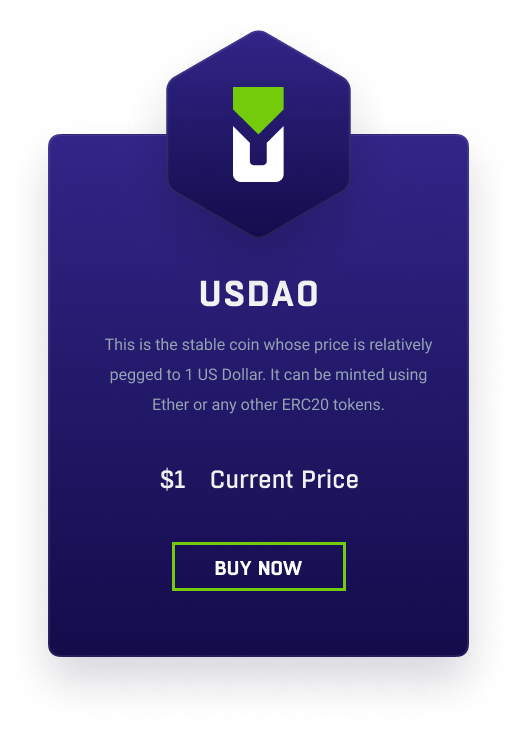 USDAO
This is the stable coin whose price is relatively
pegged to 1 US Dollar. It can be minted using
Ether or any other ERC20 tokens.
$1 Current Price
BUY NOW